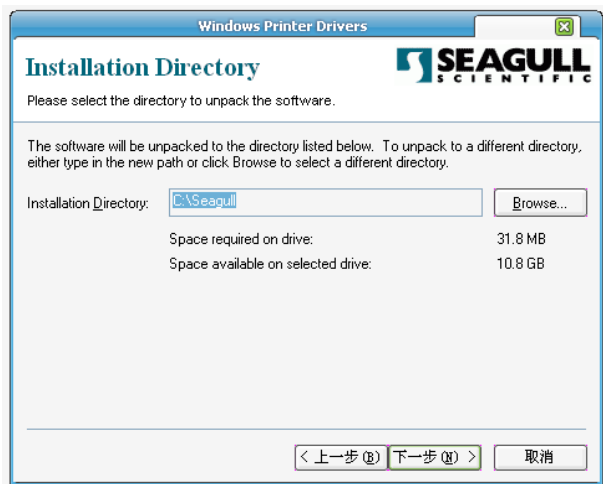 Windows Printer Drivers
Installation Directory
SEAGULL
SCIENTIFIC
Please select the directory to unpack the software.
The software will be unpacked to the directory listed below. To unpack to a different directory,
either type in the new path or click Browse to select a different directory.
Installation Directory: C:\Seagull Browse...
Space required on drive: 31.8 MB
Space available on selected drive: 10.8 GB
< 上一步(B) 下一步(N) > 取消